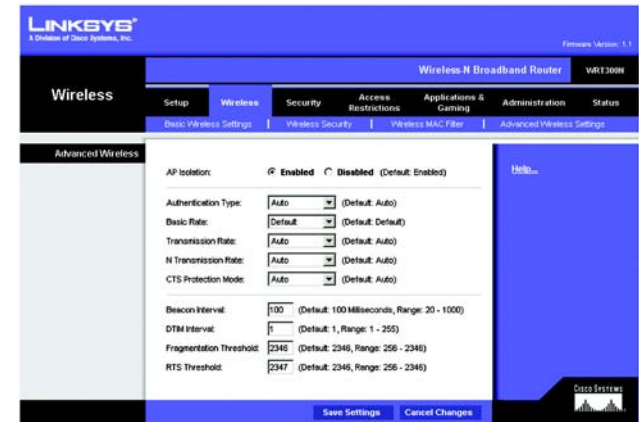 LINKSYS®
A Division of Cisco Systems, Inc.
Firmware Version: 1.1
Wireless-N Broadband Router WRT300N
Wireless
Setup Wireless Security Access Restrictions Applications & Gaming Administration Status
Basic Wireless Settings | Wireless Security | Wireless MAC Filter | Advanced Wireless Settings
Advanced Wireless
AP Isolation: Enabled Disabled (Default: Enabled)
Help...
Authentication Type: Auto (Default: Auto)
Basic Rate: Default (Default: Default)
Transmission Rate: Auto (Default: Auto)
N Transmission Rate: Auto (Default: Auto)
CTS Protection Mode: Auto (Default: Auto)
Beacon Interval: 100 (Default: 100 Milliseconds, Range: 20 - 1000)
DTIM Interval: 1 (Default: 1, Range: 1 - 255)
Fragmentation Threshold: 2346 (Default: 2346, Range: 256 - 2346)
RTS Threshold: 2347 (Default: 2346, Range: 256 - 2346)
Save Settings Cancel Changes
CISCO SYSTEMS